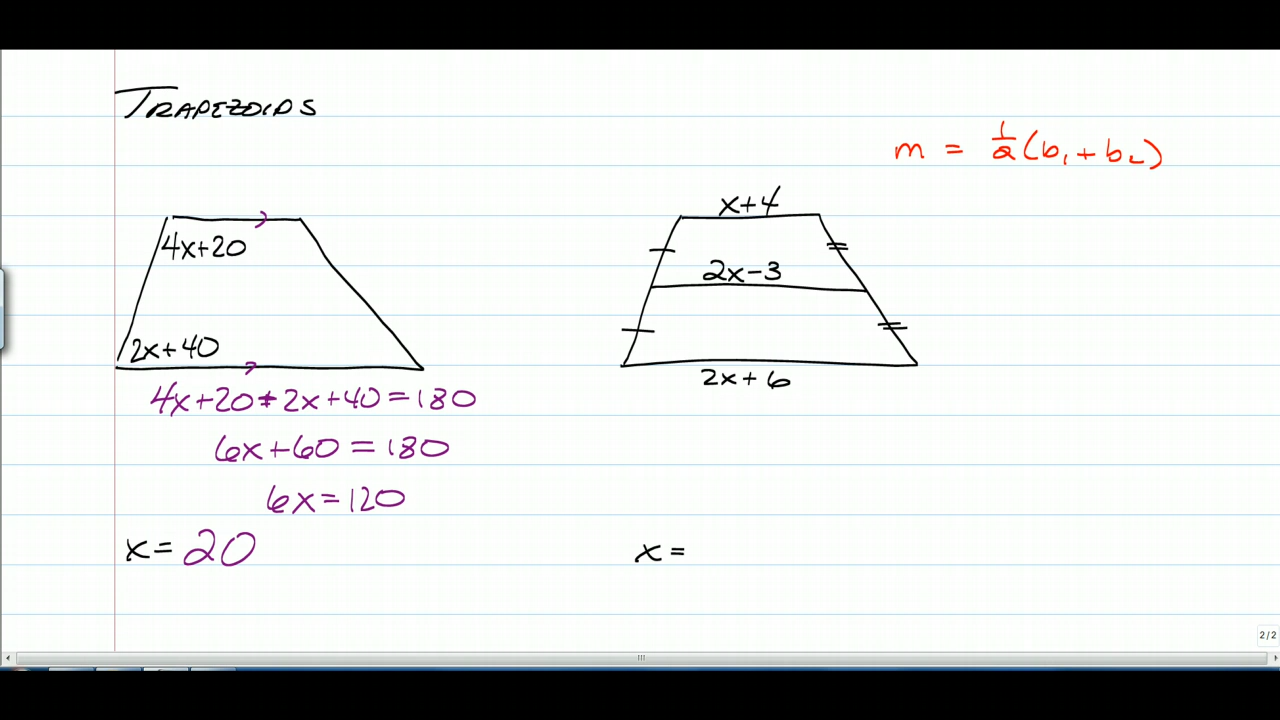 TRAPEZOIDS
m = 1/2(b₁+b₂)
4x+20
2x+40
4x+20+2x+40=180
6x+60=180
6x=120
x=20
x+4
2x-3
2x+6
x=
2/2